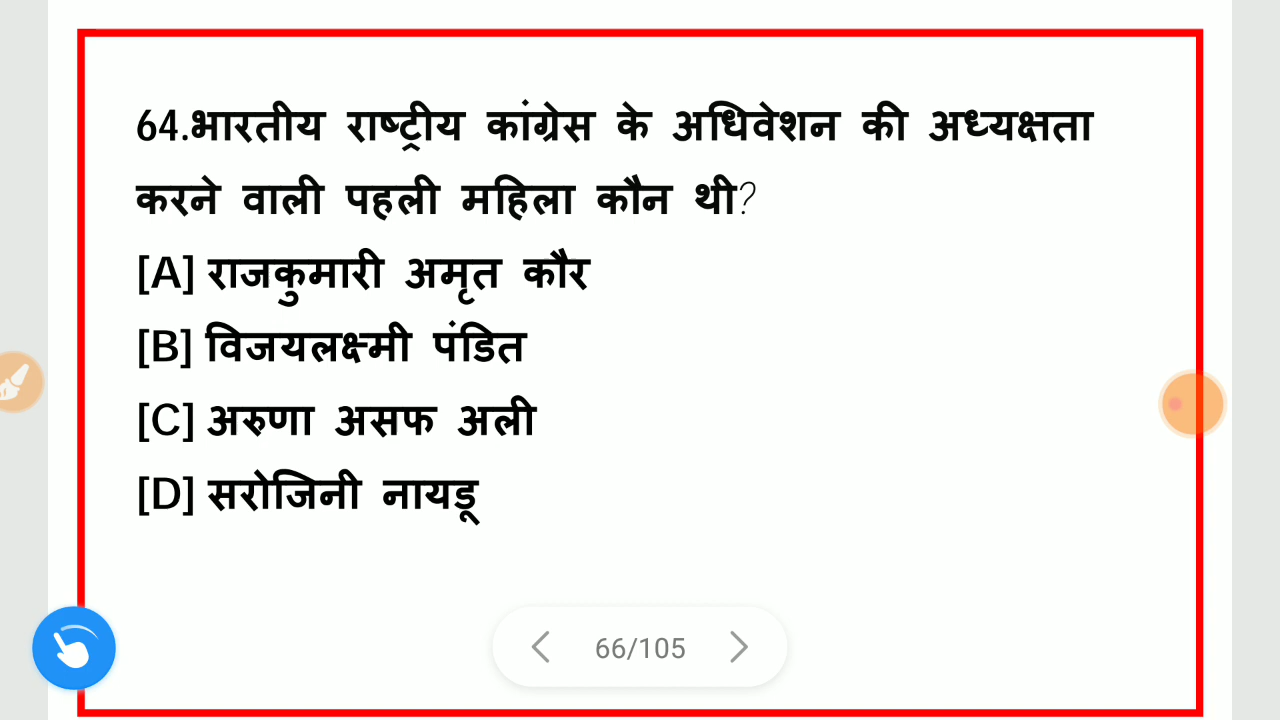 64.भारतीय राष्ट्रीय कांग्रेस के अधिवेशन की अध्यक्षता
करने वाली पहली महिला कौन थी?
[A] राजकुमारी अमृत कौर
[B] विजयलक्ष्मी पंडित
[C] अरुणा असफ अली
[D] सरोजिनी नायडू
66/105